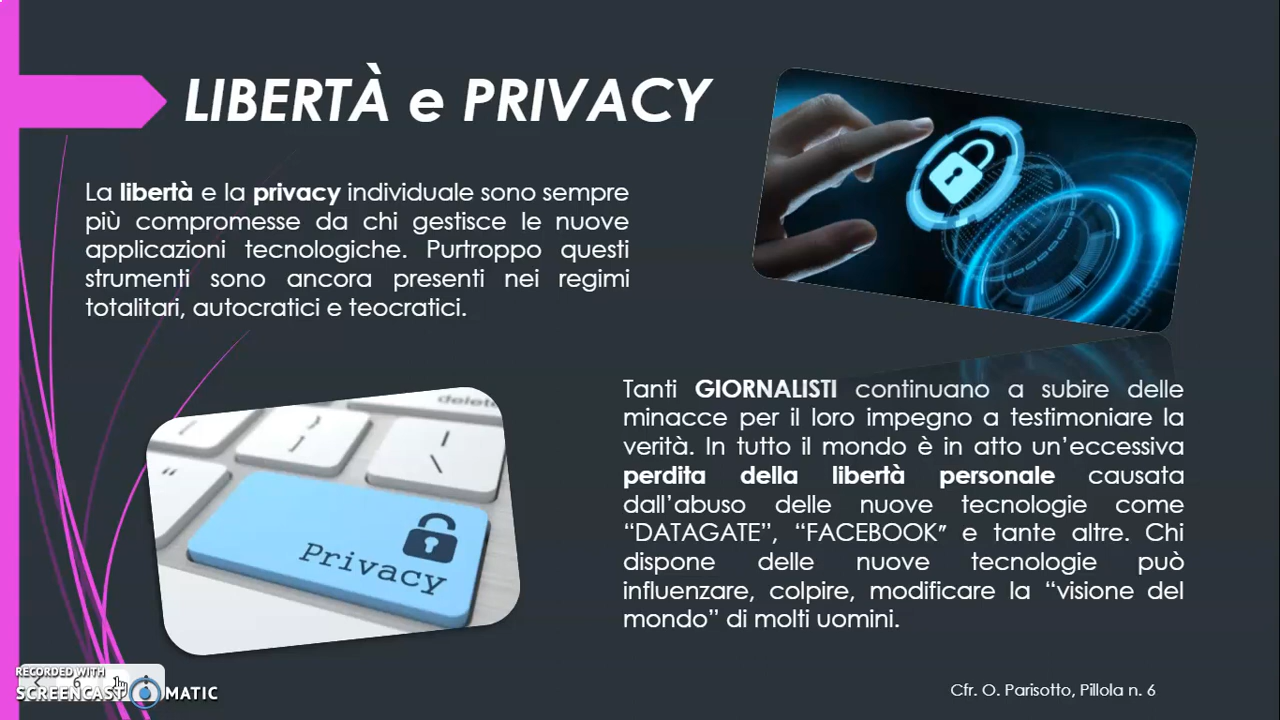 LIBERTÀ e PRIVACY
La libertà e la privacy individuale sono sempre
più compromesse da chi gestisce le nuove
applicazioni tecnologiche. Purtroppo questi
strumenti sono ancora presenti nei regimi
totalitari, autocratici e teocratici.
delete
Privacy
Tanti GIORNALISTI continuano a subire delle
minacce per il loro impegno a testimoniare la
verità. In tutto il mondo è in atto un’eccessiva
perdita della libertà personale causata
dall’abuso delle nuove tecnologie come
“DATAGATE”, “FACEBOOK” e tante altre. Chi
dispone delle nuove tecnologie può
influenzare, colpire, modificare la “visione del
mondo” di molti uomini.
Cfr. O. Parisotto, Pillola n. 6
6
RECORDED WITH
SCREENCAST-O-MATIC